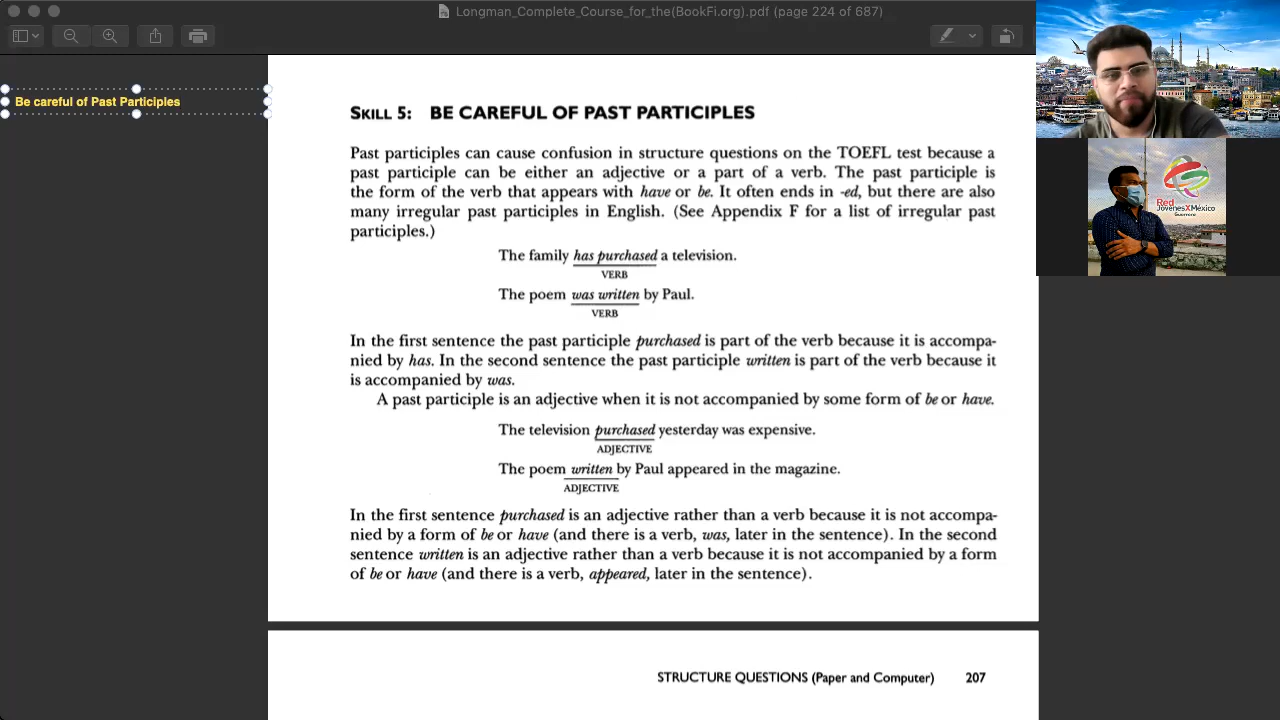 Longman_Complete_Course_for_the(BookFi.org).pdf (page 224 of 687)
Be careful of Past Participles
SKILL 5: BE CAREFUL OF PAST PARTICIPLES
Past participles can cause confusion in structure questions on the TOEFL test because a
past participle can be either an adjective or a part of a verb. The past participle is
the form of the verb that appears with have or be. It often ends in -ed, but there are also
many irregular past participles in English. (See Appendix F for a list of irregular past
participles.)
The family has purchased a television.
VERB
The poem was written by Paul.
VERB
In the first sentence the past participle purchased is part of the verb because it is accompa-
nied by has. In the second sentence the past participle written is part of the verb because it
is accompanied by was.
A past participle is an adjective when it is not accompanied by some form of be or have.
The television purchased yesterday was expensive.
ADJECTIVE
The poem written by Paul appeared in the magazine.
ADJECTIVE
In the first sentence purchased is an adjective rather than a verb because it is not accompa-
nied by a form of be or have (and there is a verb, was, later in the sentence). In the second
sentence written is an adjective rather than a verb because it is not accompanied by a form
of be or have (and there is a verb, appeared, later in the sentence).
STRUCTURE QUESTIONS (Paper and Computer) 207
Red
JóvenesXMéxico
Guerrero